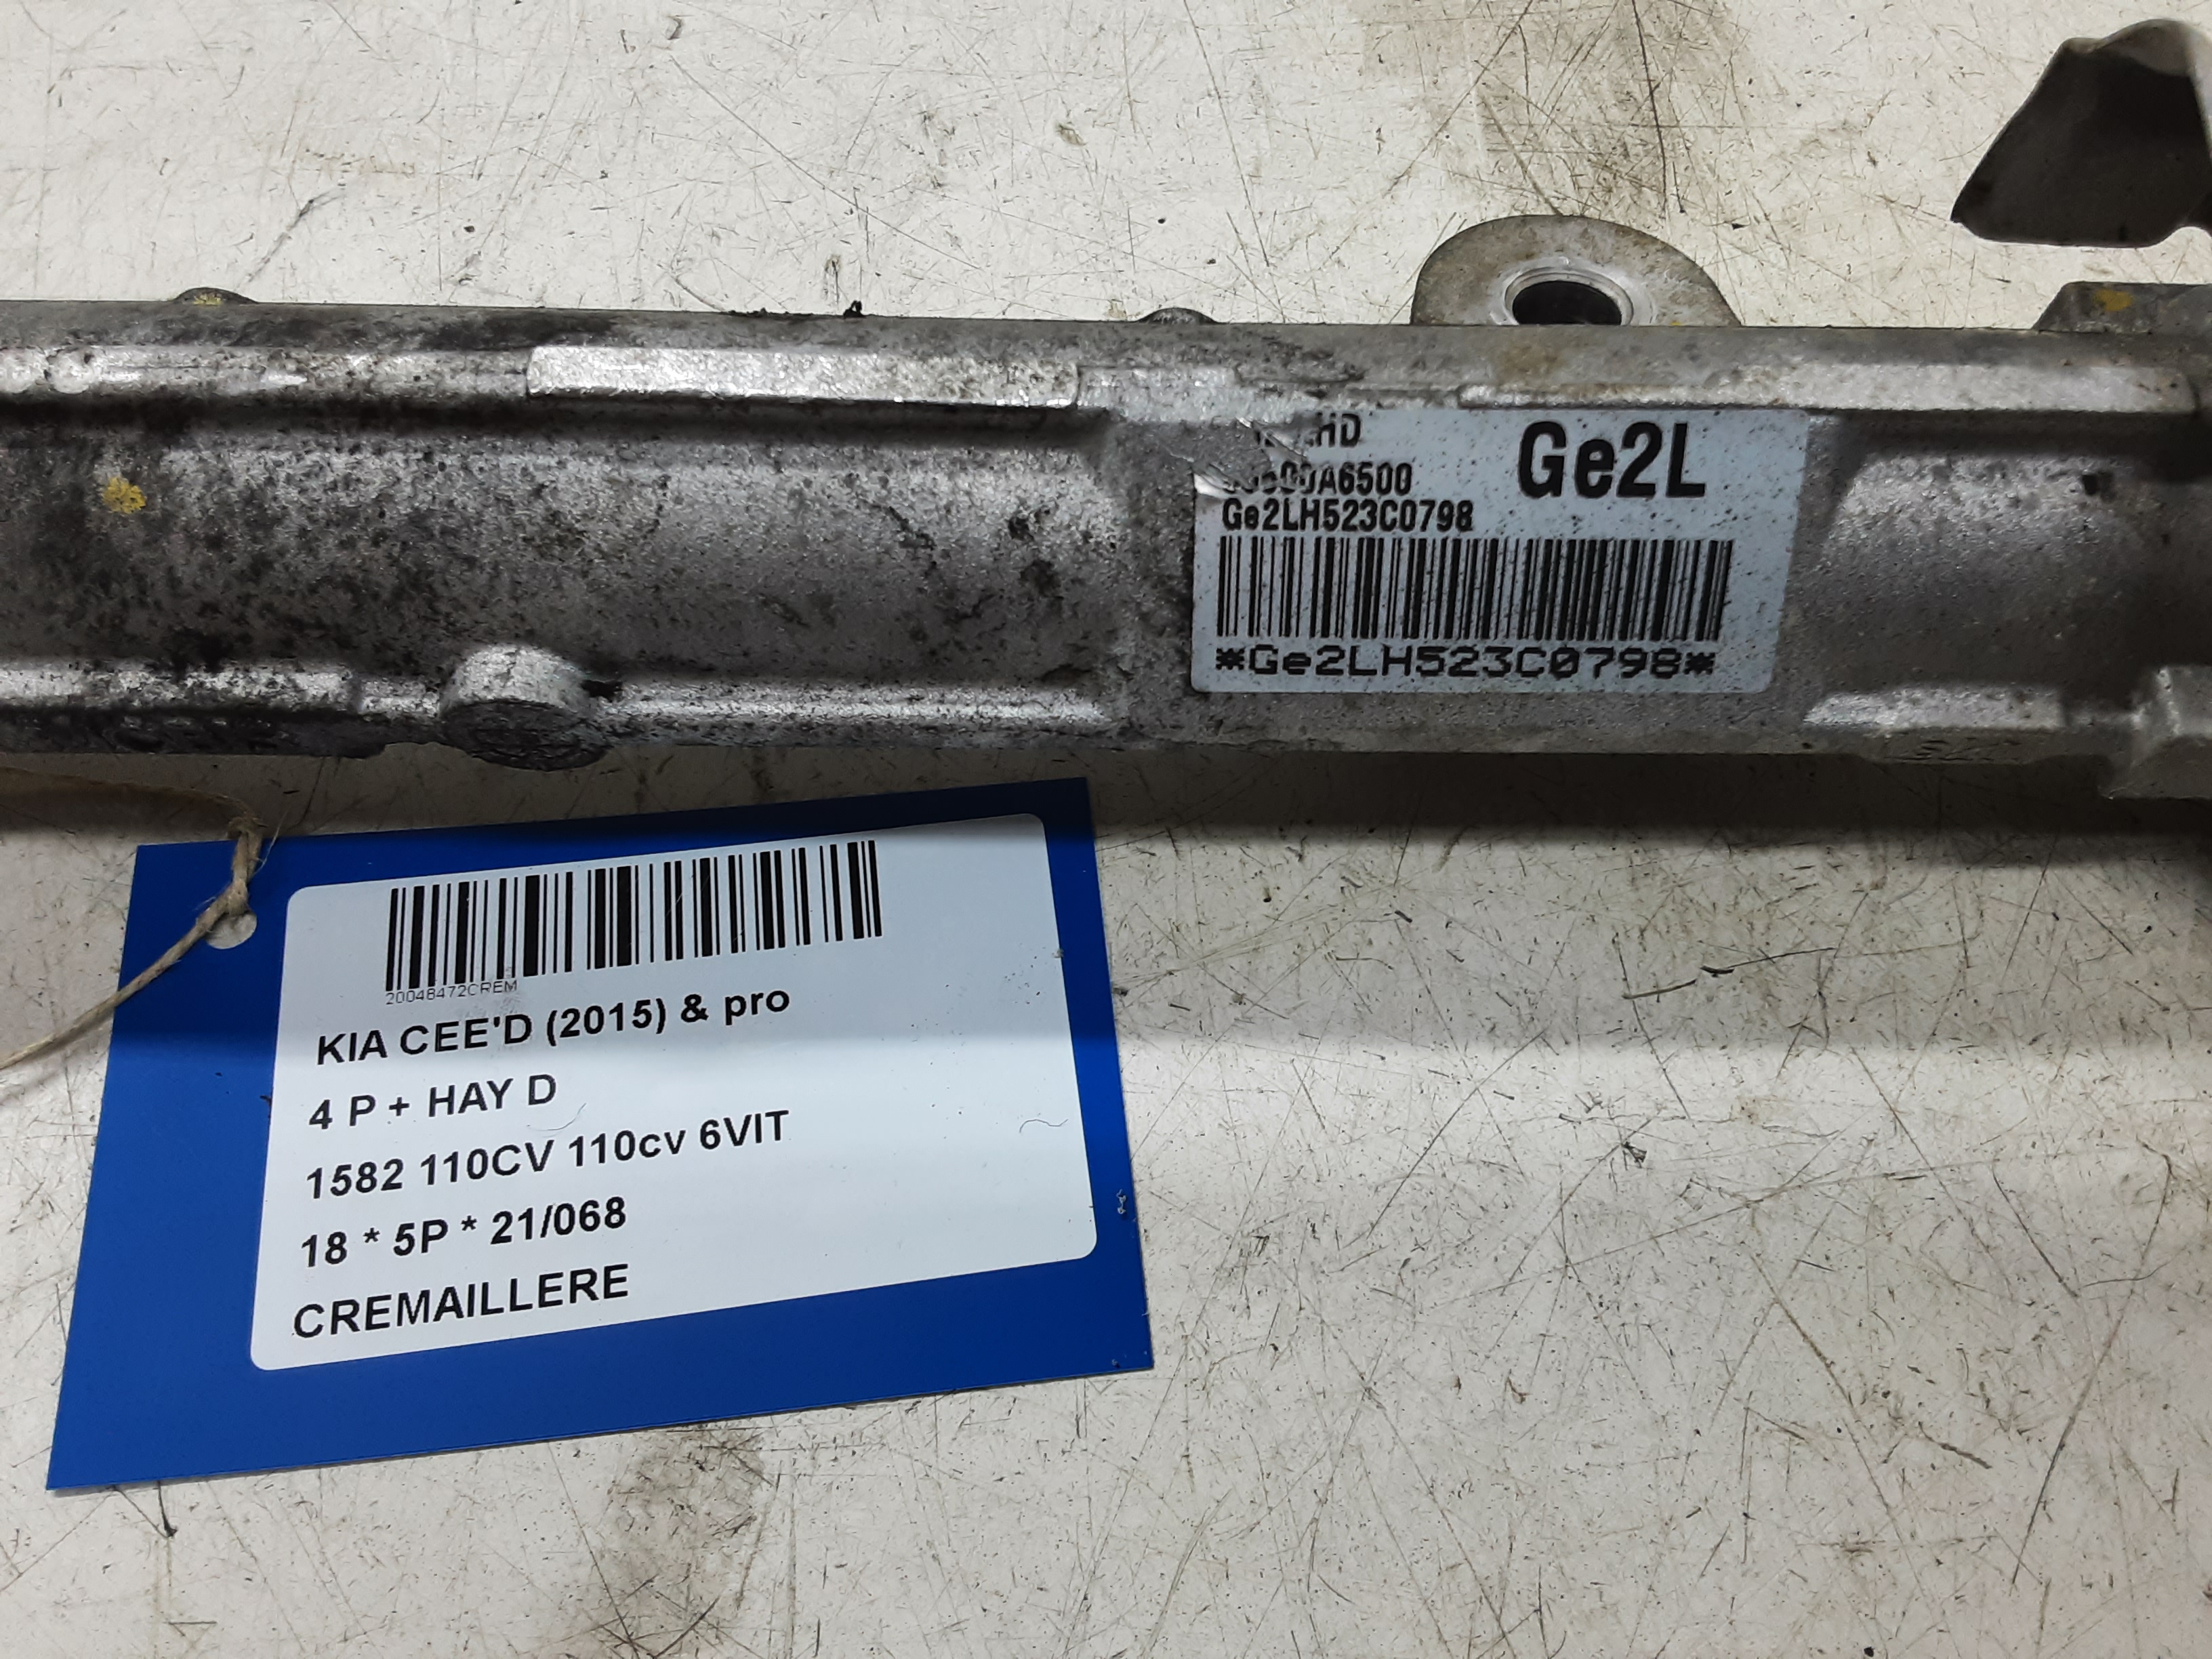 Ge2L
Ge2LH523C0798
*Ge2LH523C0798*
20048472CREM
KIA CEE'D (2015) & pro
4 P + HAY D
1582 110CV 110cv 6VIT
18 * 5P * 21/068
CREMAILLERE